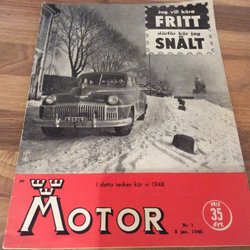 Jag vill köra
FRITT
därför kör jag
SNÅLT
I detta tecken kör vi 1948
MOTOR
Nr 1
3 jan. 1948
PRIS
35
öre